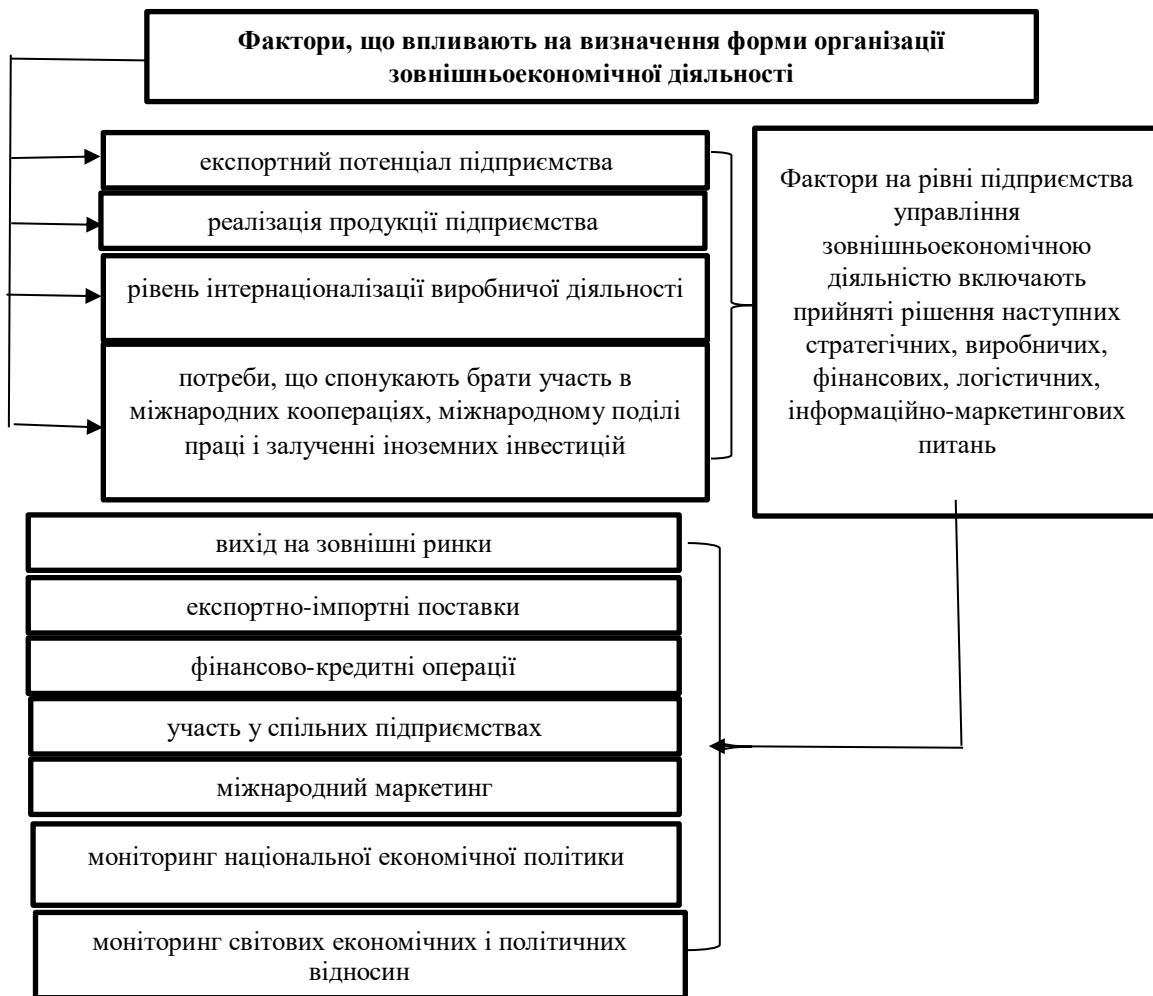 Фактори, що впливають на визначення форми організації
зовнішньоекономічної діяльності
експортний потенціал підприємства
реалізація продукції підприємства
рівень інтернаціоналізації виробничої діяльності
потреби, що спонукають брати участь в
міжнародних коопераціях, міжнародному поділі
праці і залученні іноземних інвестицій
Фактори на рівні підприємства
управління
зовнішньоекономічною
діяльністю включають
прийняті рішення наступних
стратегічних, виробничих,
фінансових, логістичних,
інформаційно-маркетингових
питань
вихід на зовнішні ринки
експортно-імпортні поставки
фінансово-кредитні операції
участь у спільних підприємствах
міжнародний маркетинг
моніторинг національної економічної політики
моніторинг світових економічних і політичних
відносин